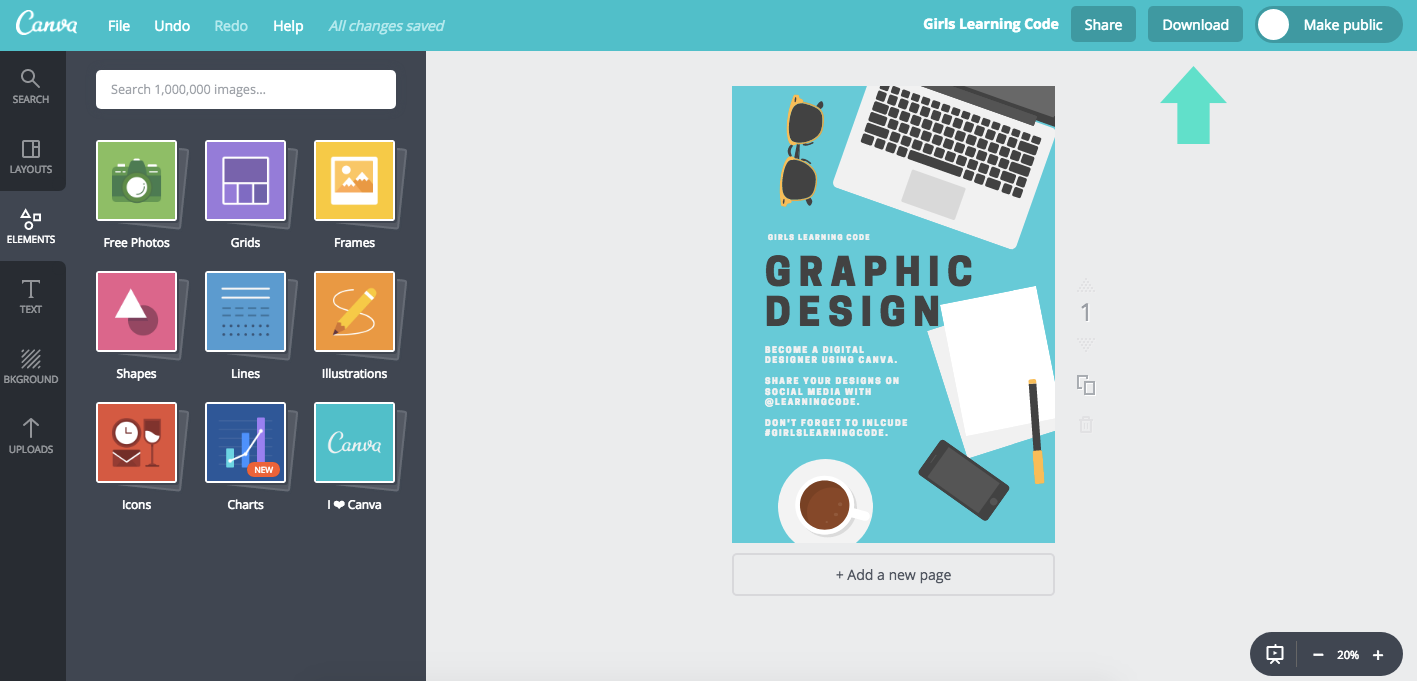 Canva File Undo Redo Help All changes saved Girls Learning Code Share Download Make public
SEARCH
LAYOUTS
ELEMENTS
TEXT
BKGROUND
UPLOADS
Search 1,000,000 images...
Free Photos Grids Frames
Shapes Lines Illustrations
Canva
NEW
Icons Charts I ❤ Canva
GIRLS LEARNING CODE
GRAPHIC
DESIGN
BECOME A DIGITAL
DESIGNER USING CANVA.
SHARE YOUR DESIGNS ON
SOCIAL MEDIA WITH
@LEARNINGCODE.
DON'T FORGET TO INLCUDE
#GIRLSLEARNINGCODE.
1
+ Add a new page
20%